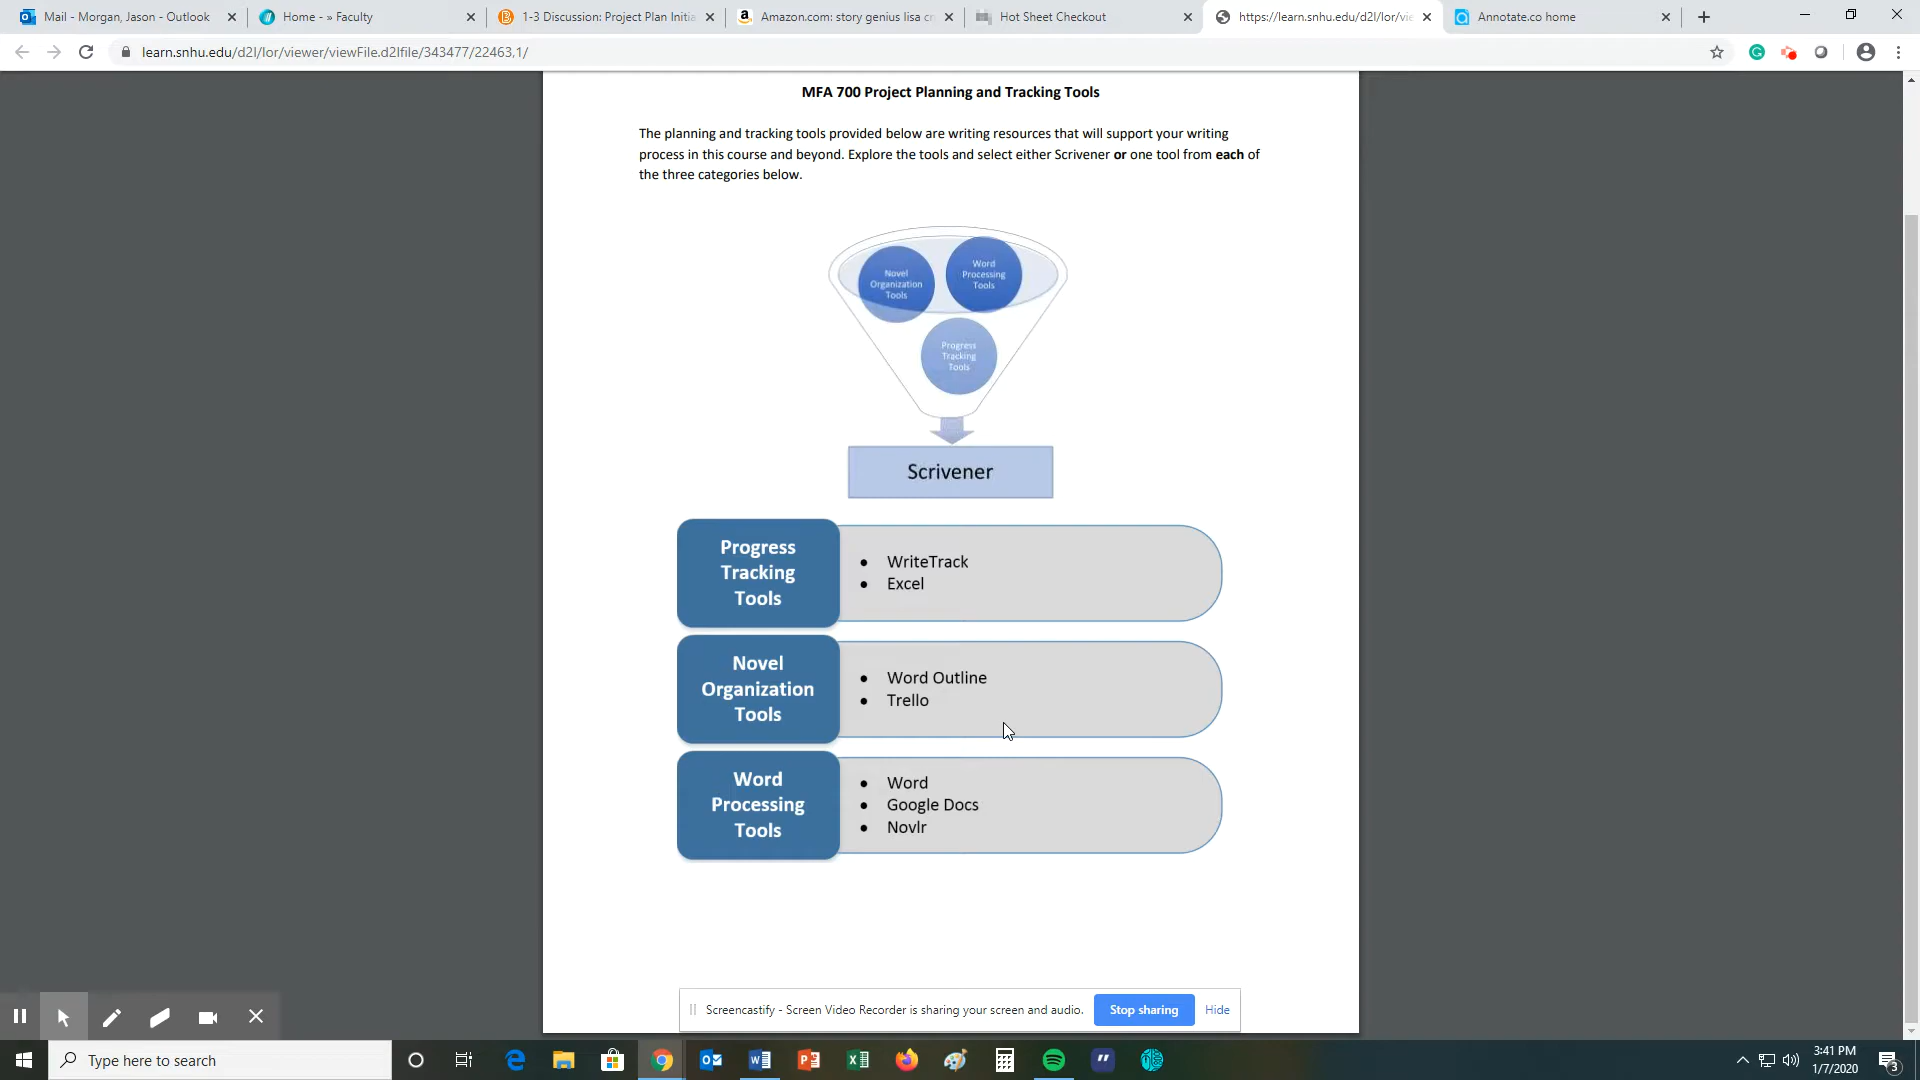 Mail - Morgan, Jason - Outlook
Home - » Faculty
1-3 Discussion: Project Plan Initia
Amazon.com: story genius lisa cr
Hot Sheet Checkout
https://learn.snhu.edu/d2l/lor/vie
Annotate.co home
learn.snhu.edu/d2l/lor/viewer/viewFile.d2lfile/343477/22463,1/
MFA 700 Project Planning and Tracking Tools
The planning and tracking tools provided below are writing resources that will support your writing
process in this course and beyond. Explore the tools and select either Scrivener or one tool from each of
the three categories below.
Novel
Organization
Tools
Word
Processing
Tools
Progress
Tracking
Tools
Scrivener
Progress
Tracking
Tools
• WriteTrack
• Excel
Novel
Organization
Tools
• Word Outline
• Trello
Word
Processing
Tools
• Word
• Google Docs
• Novlr
Screencastify - Screen Video Recorder is sharing your screen and audio.
Stop sharing
Hide
Type here to search
3:41 PM
1/7/2020
3